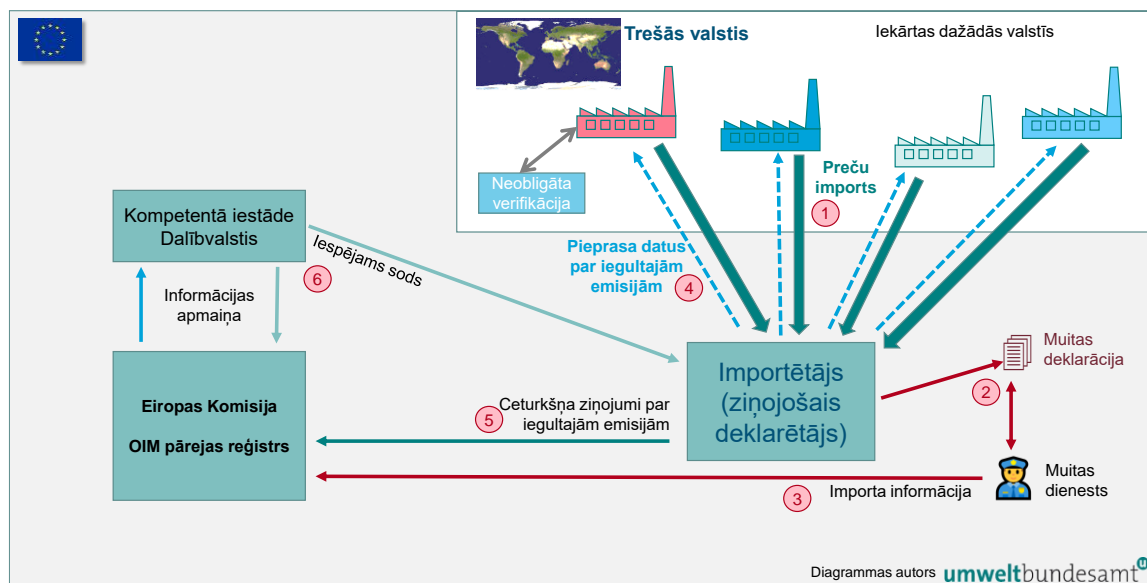 Trešās valstis
Iekārtas dažādās valstīs
Neobligāta
verifikācija
Preču
imports
1
Pieprasa datus
par iegultajām
emisijām
4
Kompetentā iestāde
Dalībvalstis
Iespējams sods
6
Informācijas
apmaiņa
Eiropas Komisija
OIM pārejas reģistrs
Importētājs
(ziņojošais
deklarētājs)
Muitas
deklarācija
2
Ceturkšņa ziņojumi par
iegultajām emisijām
5
Muitas
dienests
Importa informācija
3
Diagrammas autors umweltbundesamt